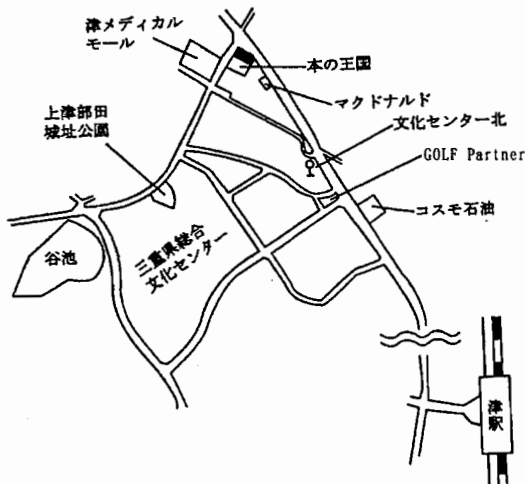 津メディカル
モール
本の王国
マクドナルド
上津部田
城址公園
文化センター北
GOLF Partner
コスモ石油
三重県総合
文化センター
谷池
津駅